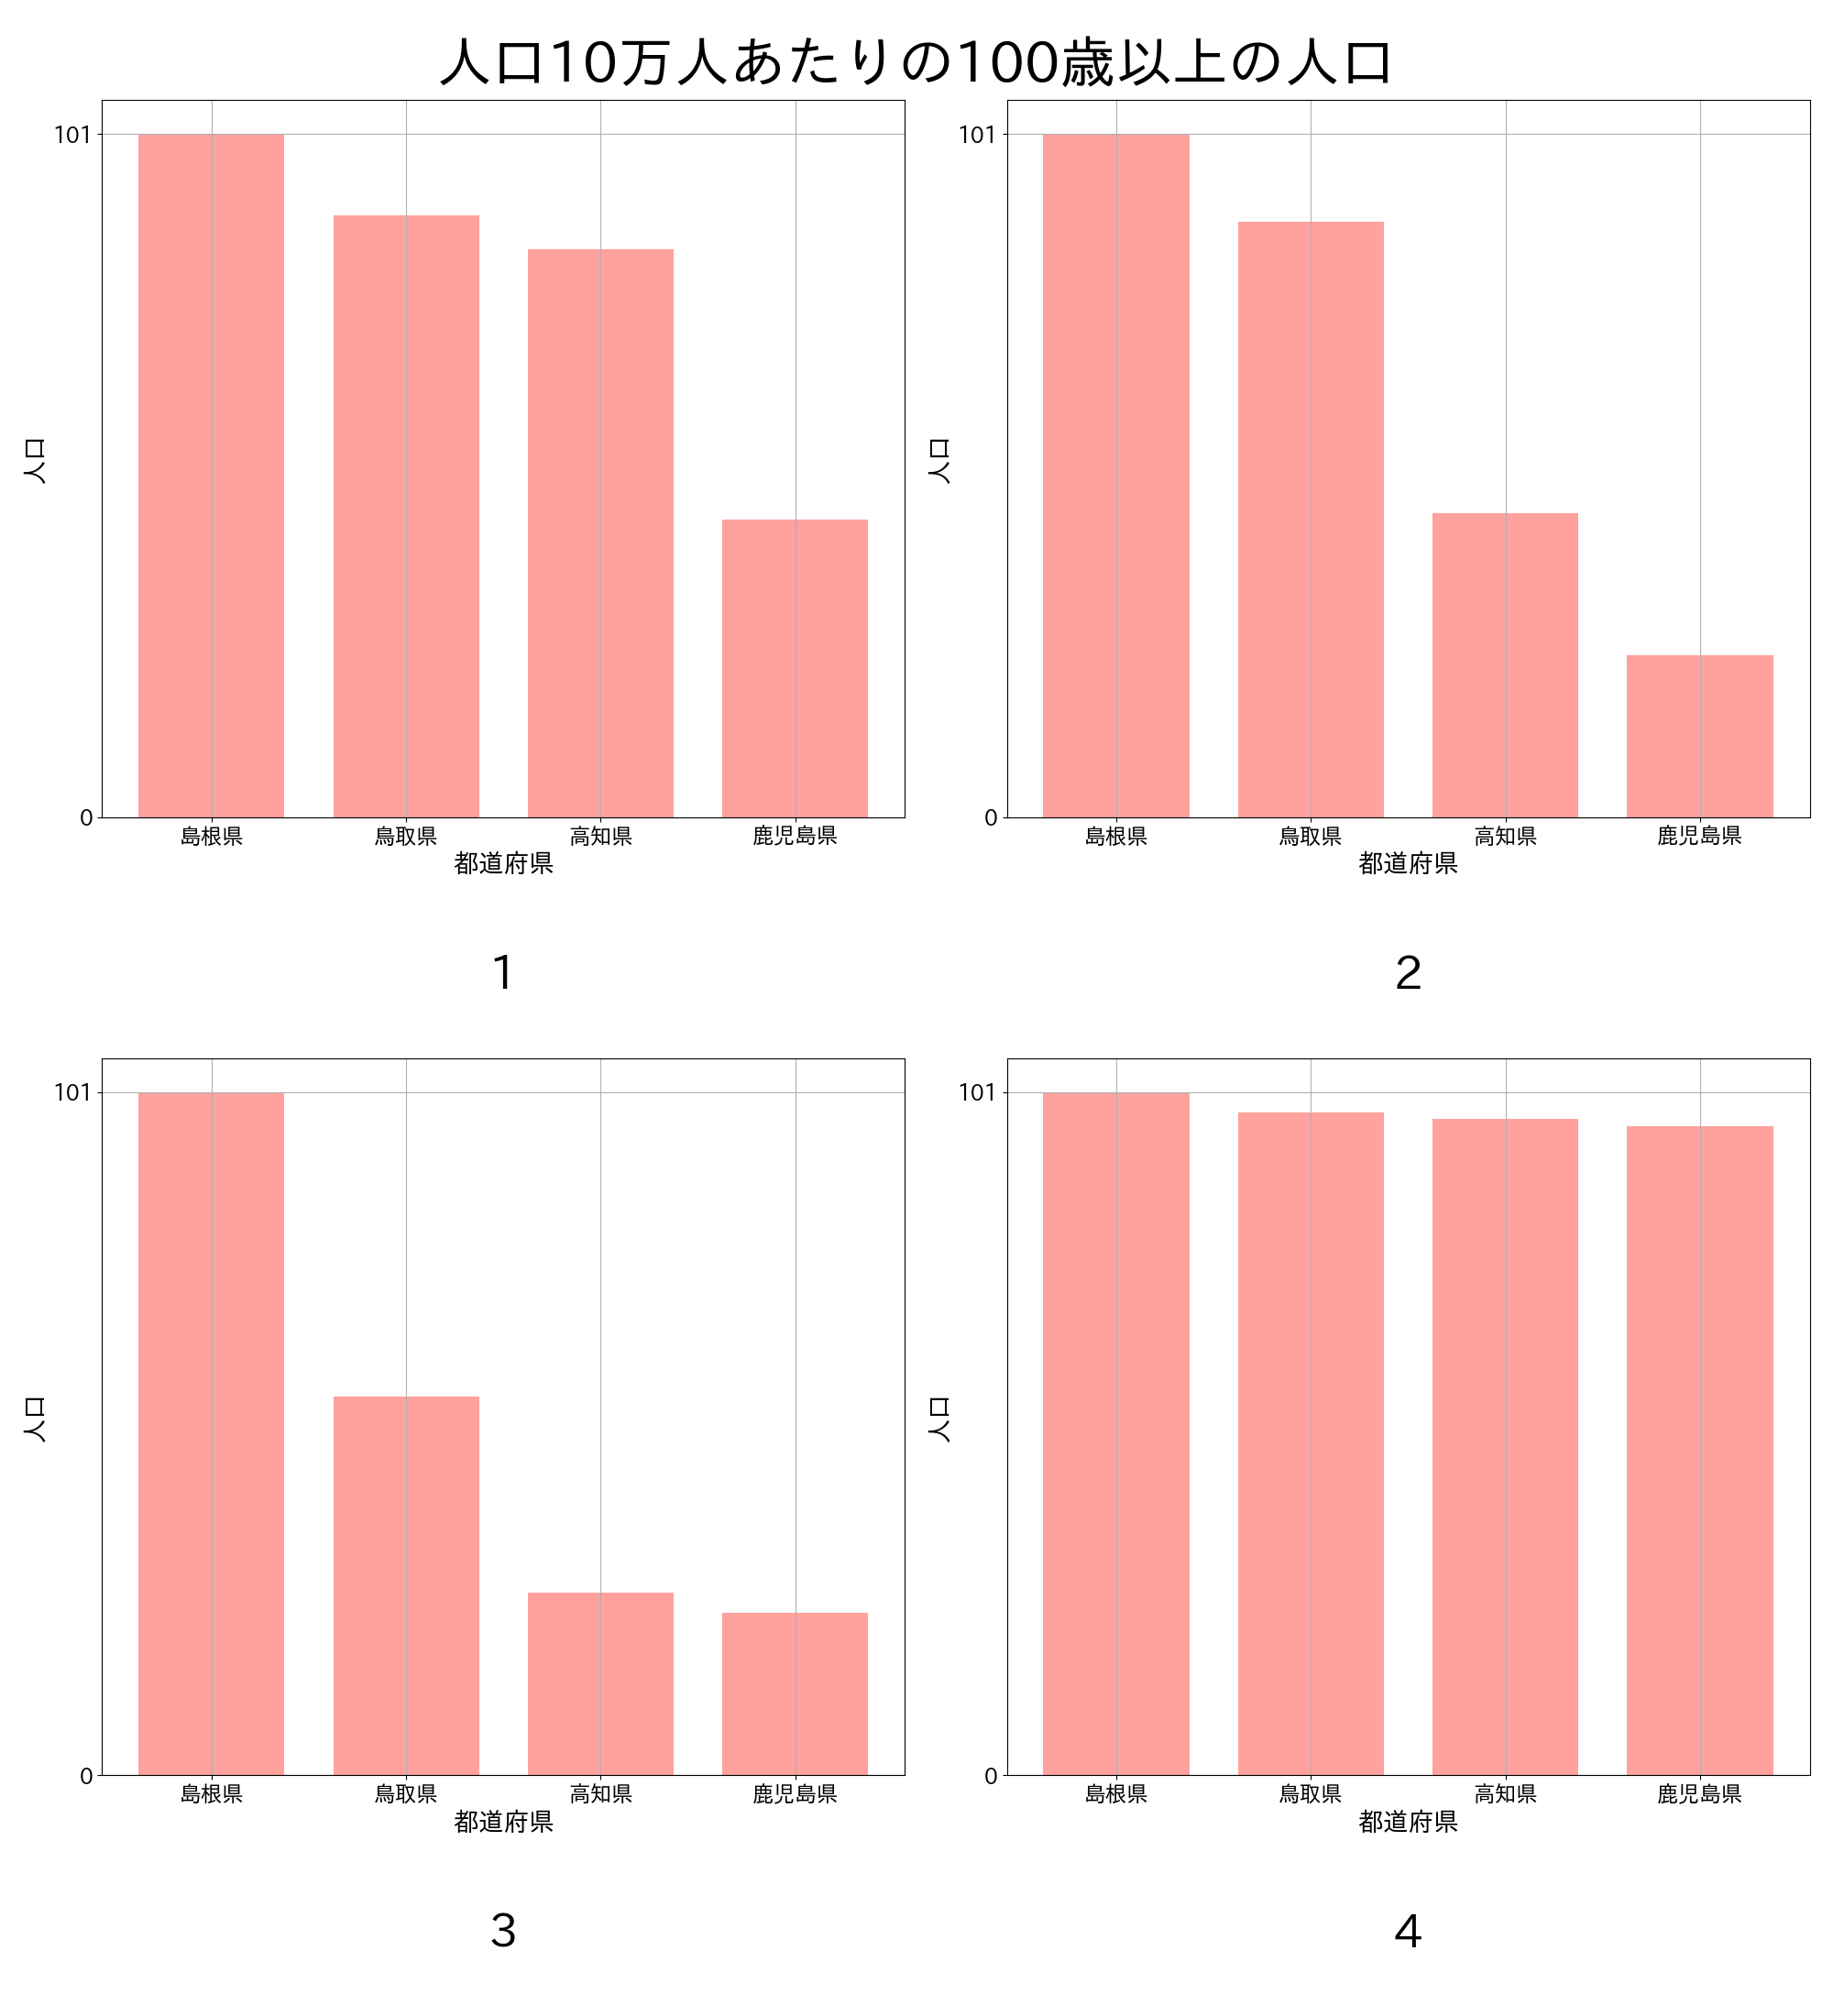 人口10万人あたりの100歳以上の人口
101
人口
0
島根県 鳥取県 高知県 鹿児島県
都道府県
1
101
人口
0
島根県 鳥取県 高知県 鹿児島県
都道府県
2
101
人口
0
島根県 鳥取県 高知県 鹿児島県
都道府県
3
101
人口
0
島根県 鳥取県 高知県 鹿児島県
都道府県
4